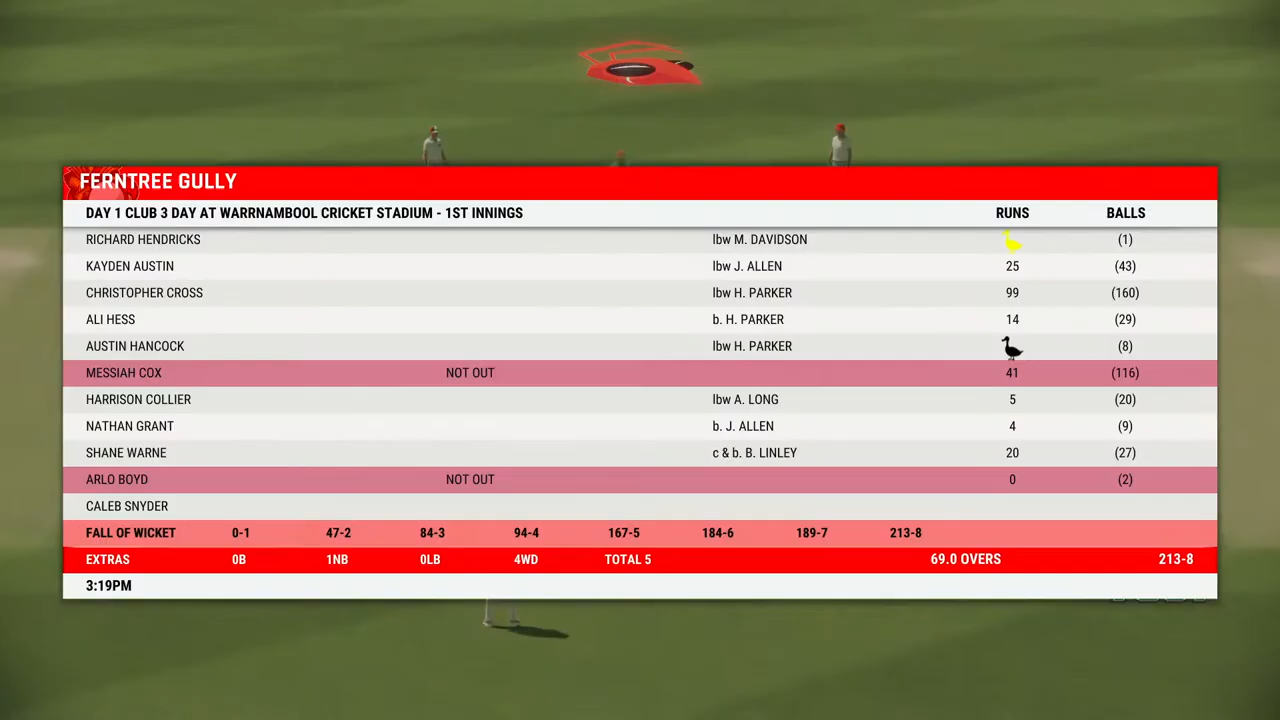 FERNTREE GULLY
DAY 1 CLUB 3 DAY AT WARRNAMBOOL CRICKET STADIUM - 1ST INNINGS RUNS BALLS
RICHARD HENDRICKS lbw M. DAVIDSON (1)
KAYDEN AUSTIN lbw J. ALLEN 25 (43)
CHRISTOPHER CROSS lbw H. PARKER 99 (160)
ALI HESS b. H. PARKER 14 (29)
AUSTIN HANCOCK lbw H. PARKER (8)
MESSIAH COX NOT OUT 41 (116)
HARRISON COLLIER lbw A. LONG 5 (20)
NATHAN GRANT b. J. ALLEN 4 (9)
SHANE WARNE c & b. B. LINLEY 20 (27)
ARLO BOYD NOT OUT 0 (2)
CALEB SNYDER
FALL OF WICKET 0-1 47-2 84-3 94-4 167-5 184-6 189-7 213-8
EXTRAS 0B 1NB 0LB 4WD TOTAL 5 69.0 OVERS 213-8
3:19PM